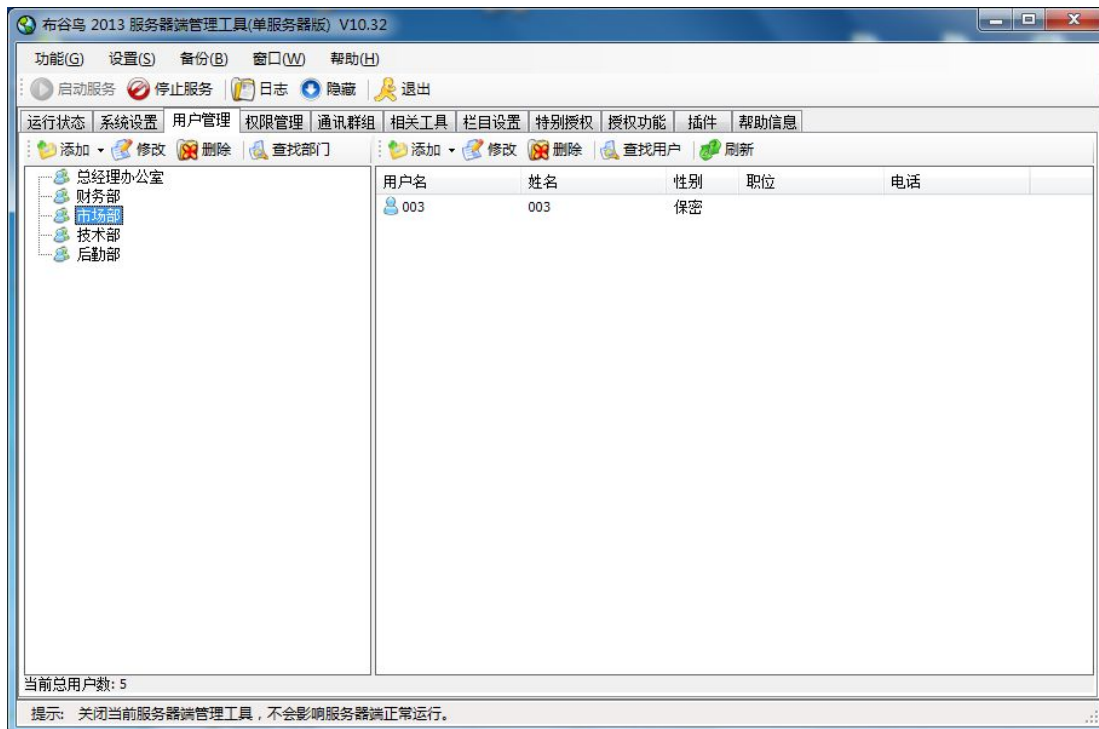 布谷鸟 2013 服务器端管理工具(单服务器版) V10.32
功能(G) 设置(S) 备份(B) 窗口(W) 帮助(H)
启动服务 停止服务 日志 隐藏 退出
运行状态 系统设置 用户管理 权限管理 通讯群组 相关工具 栏目设置 特别授权 授权功能 插件 帮助信息
添加 修改 删除 查找部门 添加 修改 删除 查找用户 刷新
总经理办公室
财务部
市场部
技术部
后勤部
用户名 姓名 性别 职位 电话
003 003 保密
当前总用户数: 5
提示: 关闭当前服务器端管理工具，不会影响服务器端正常运行。